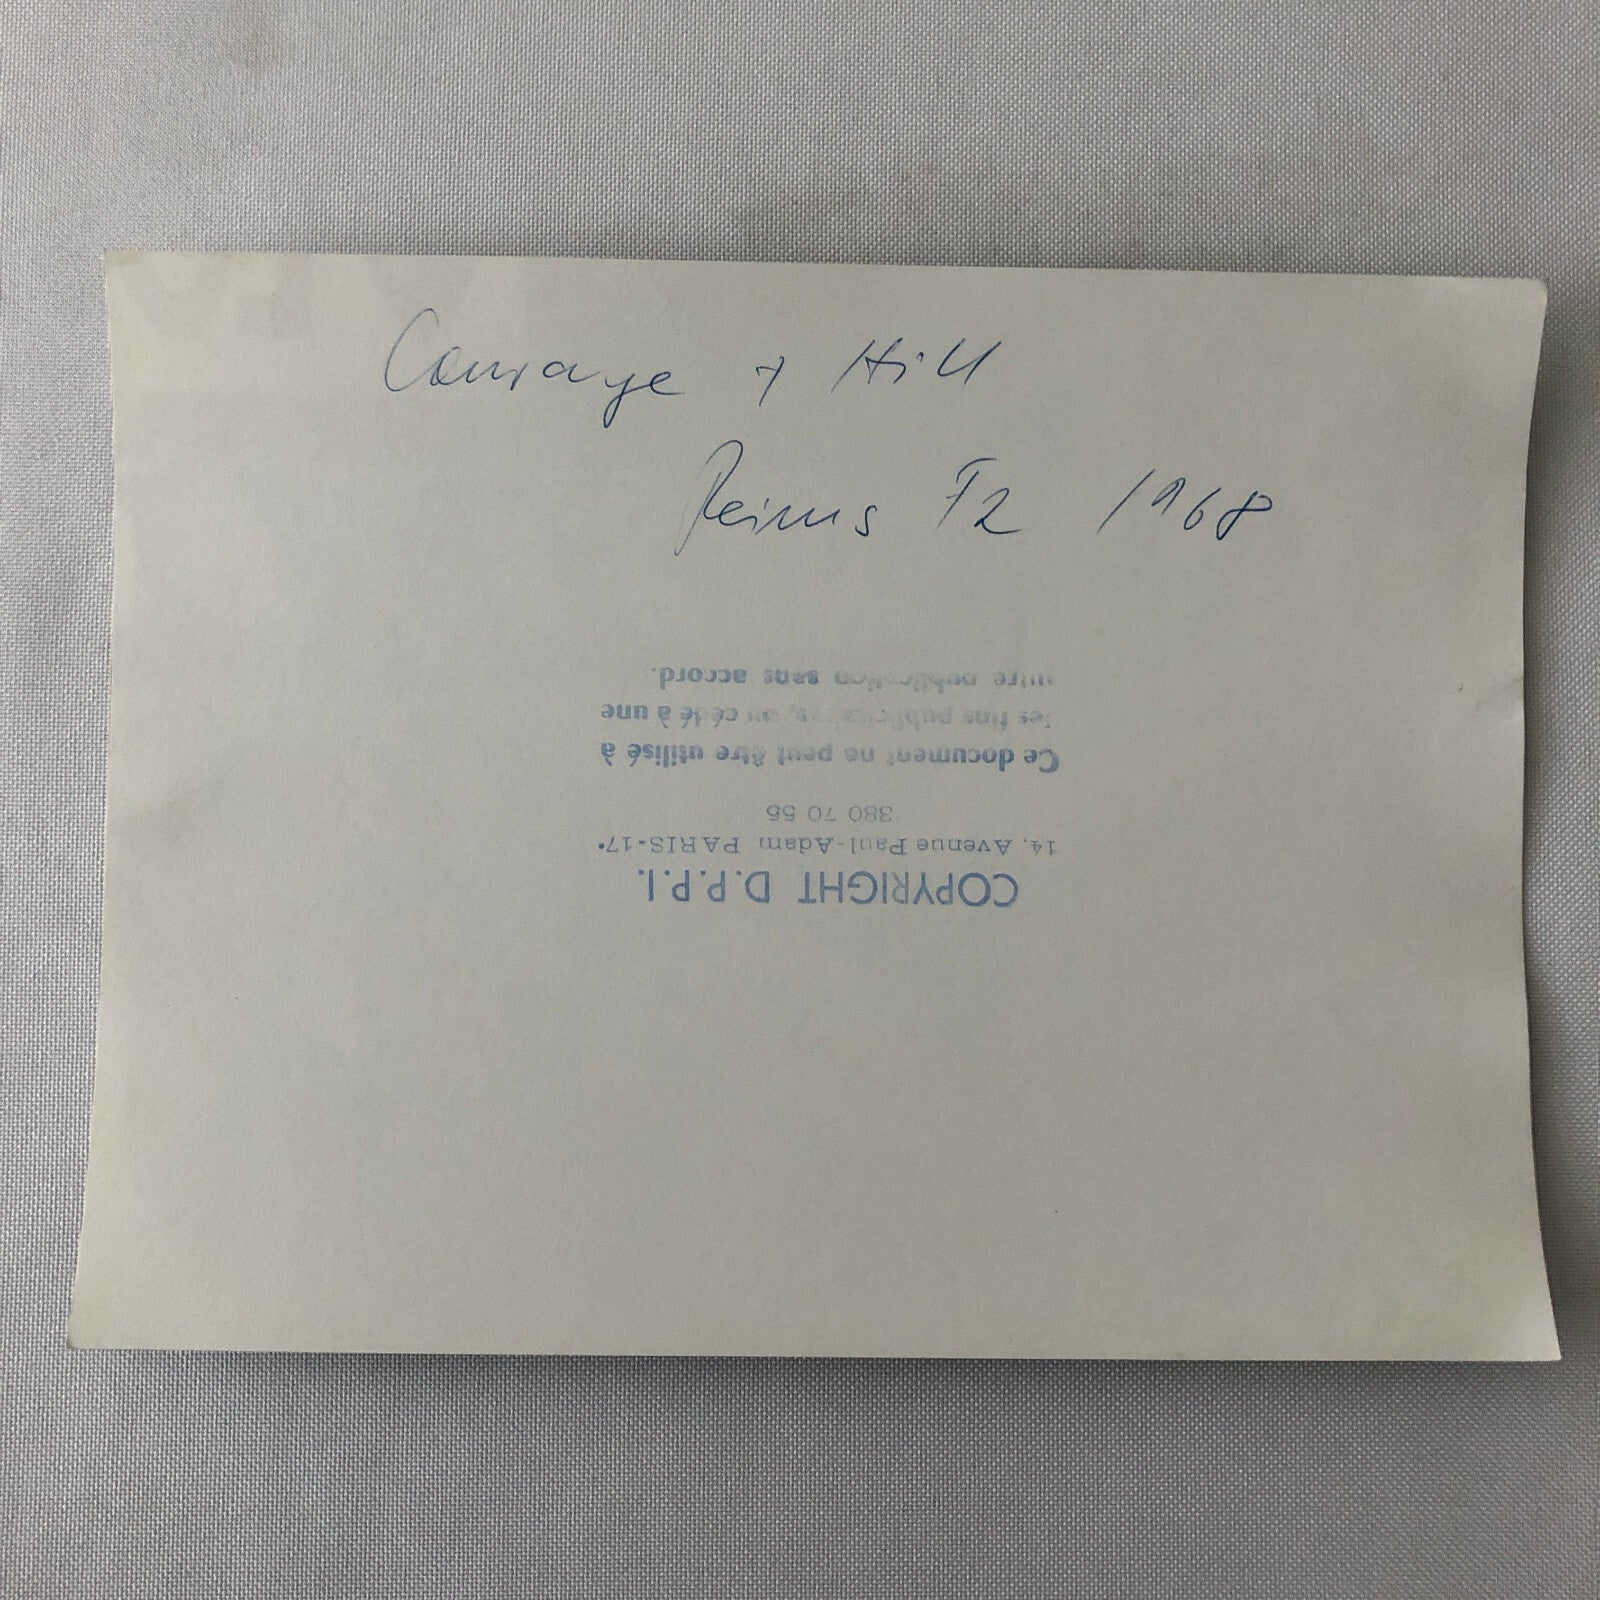 Courage + Hill
Reims F2 1968
COPYRIGHT D.P.P.I.
14, Avenue Paul-Adam PARIS-17e
380 70 55
Ce document ne peut être utilisé à
des fins publicitaires, ou cédé à une
autre publication sans accord.